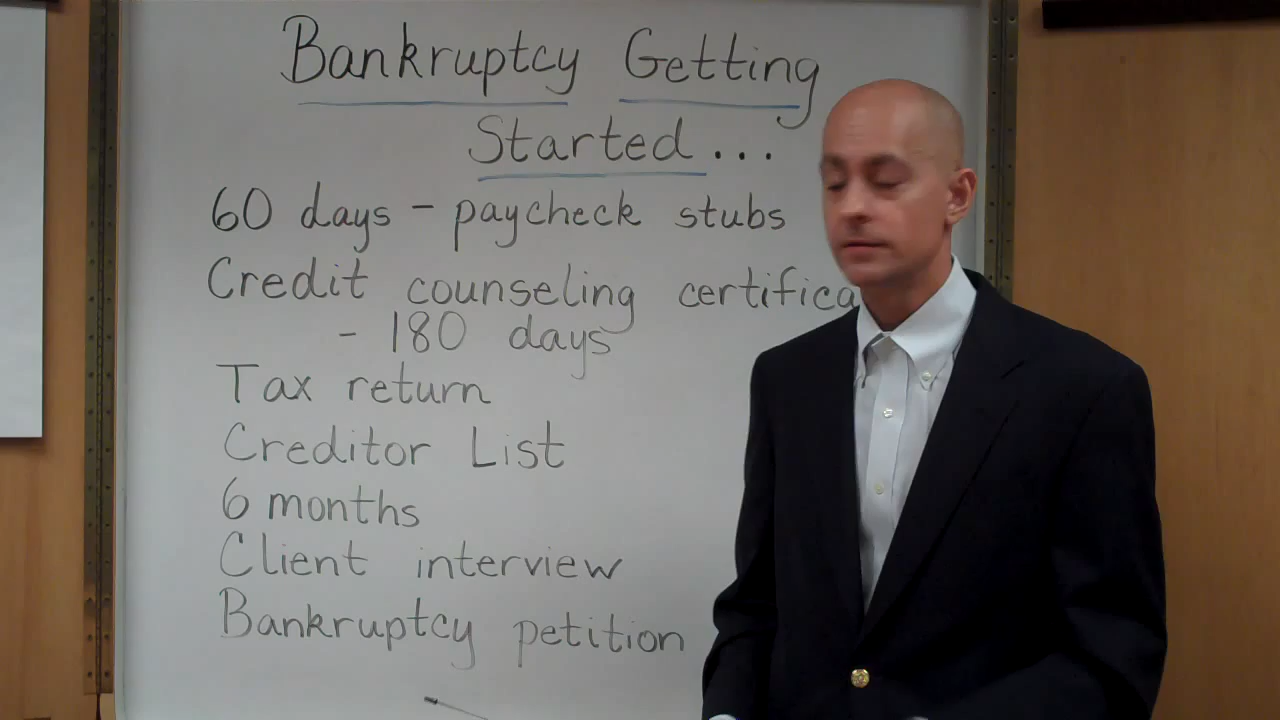 Bankruptcy Getting
Started...
60 days - paycheck stubs
Credit counseling certifica
- 180 days
Tax return
Creditor List
6 months
Client interview
Bankruptcy petition